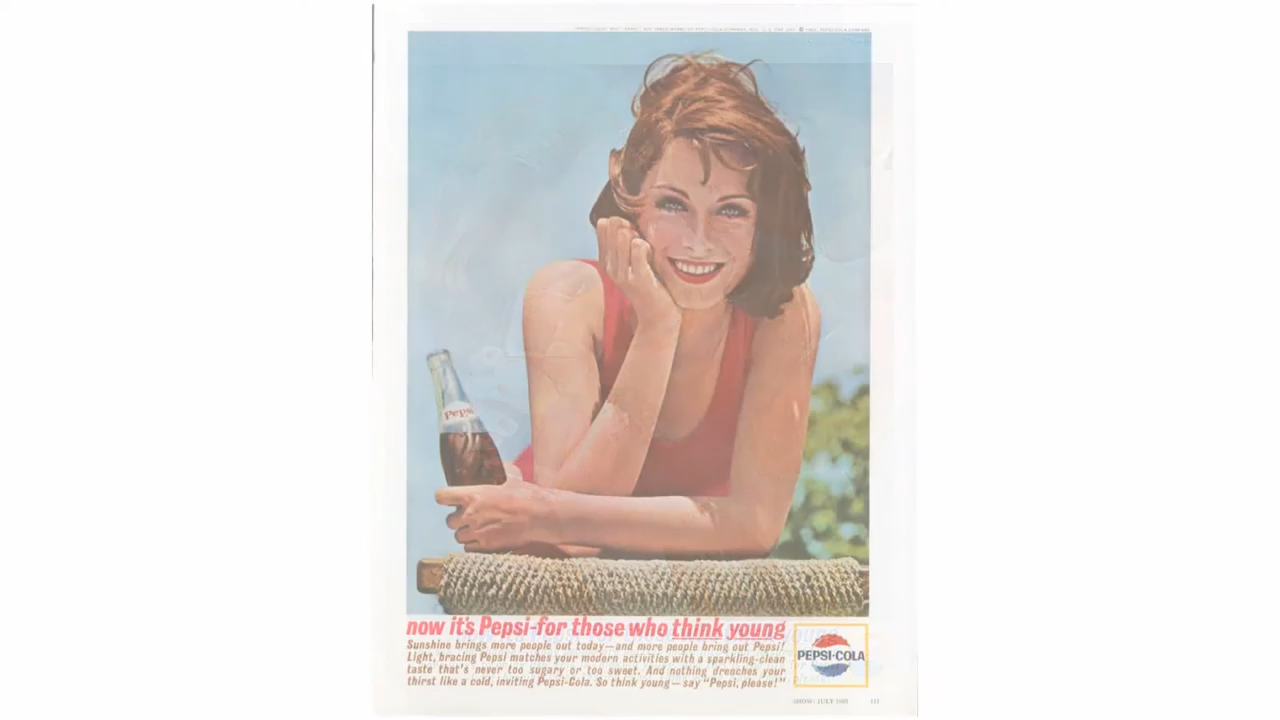 Pepsi
now it's Pepsi-for those who think young
Sunshine brings more people out today—and more people bring out Pepsi!
Light, bracing Pepsi matches your modern activities with a sparkling-clean
taste that's never too sugary or too sweet. And nothing drenches your
thirst like a cold, inviting Pepsi-Cola. So think young—say "Pepsi, please!"
PEPSI-COLA
SHOW: JULY
111